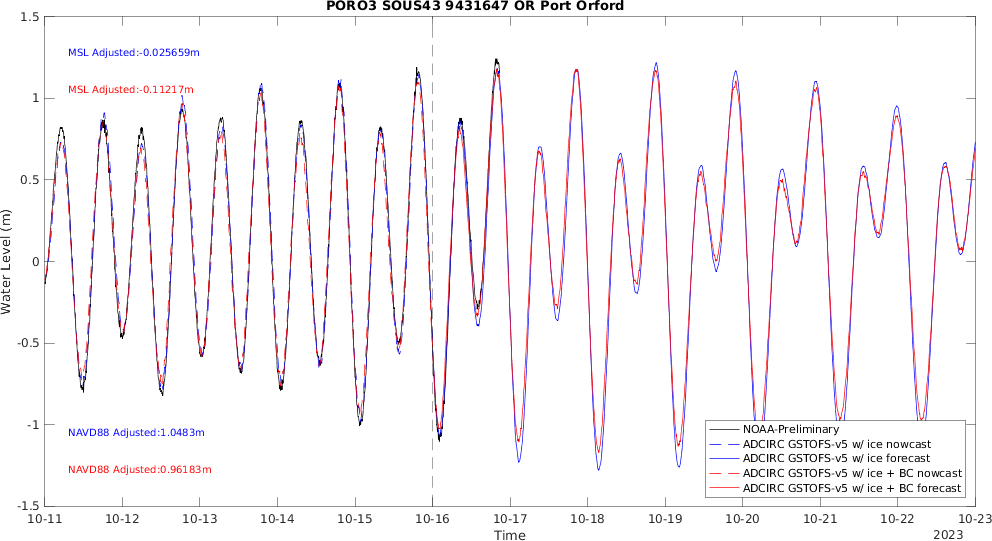 PORO3 SOUS43 9431647 OR Port Orford
1.5
1
0.5
0
-0.5
-1
-1.5
Water Level (m)
MSL Adjusted:-0.025659m
MSL Adjusted:-0.11217m
NAVD88 Adjusted:1.0483m
NAVD88 Adjusted:0.96183m
NOAA-Preliminary
ADCIRC GSTOFS-v5 w/ ice nowcast
ADCIRC GSTOFS-v5 w/ ice forecast
ADCIRC GSTOFS-v5 w/ ice + BC nowcast
ADCIRC GSTOFS-v5 w/ ice + BC forecast
10-11 10-12 10-13 10-14 10-15 10-16 10-17 10-18 10-19 10-20 10-21 10-22 10-23
Time
2023